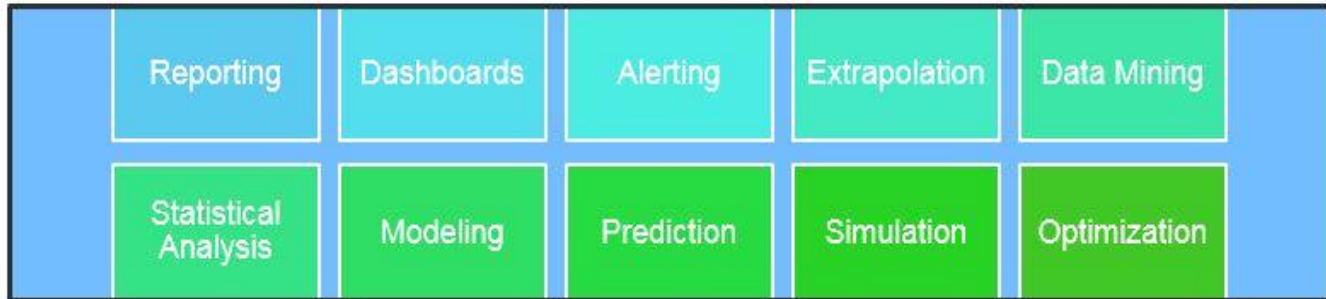 Reporting
Dashboards
Alerting
Extrapolation
Data Mining
Statistical
Analysis
Modeling
Prediction
Simulation
Optimization